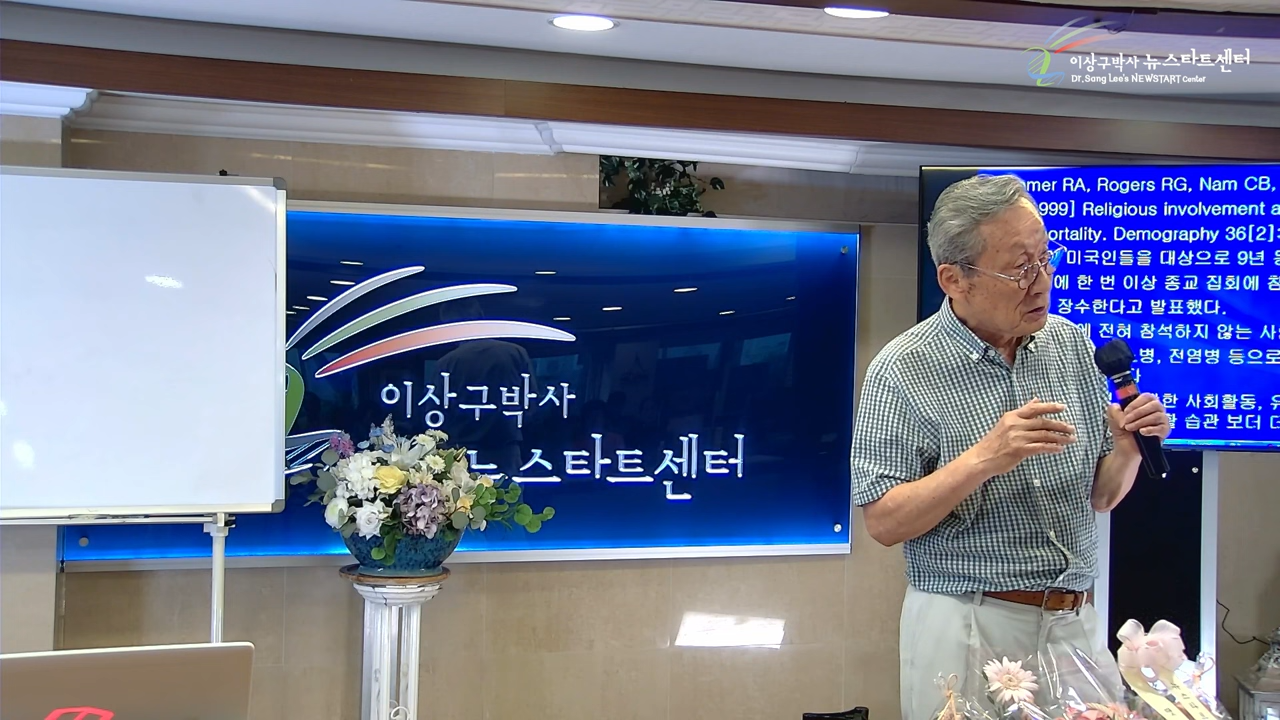 이상구박사 뉴스타트센터
Dr. Sang Lee's NEWSTART Center
mer RA, Rogers RG, Nam CB,
999] Religious involvement a
ortality. Demography 36[2]:
미국인들을 대상으로 9년
에 한 번 이상 종교 집회에 참
장수한다고 발표했다.
에 전혀 참석하지 않는 사
병, 전염병 등으로
한 사회활동,
습관 보더 더
이상구박사
뉴스타트센터